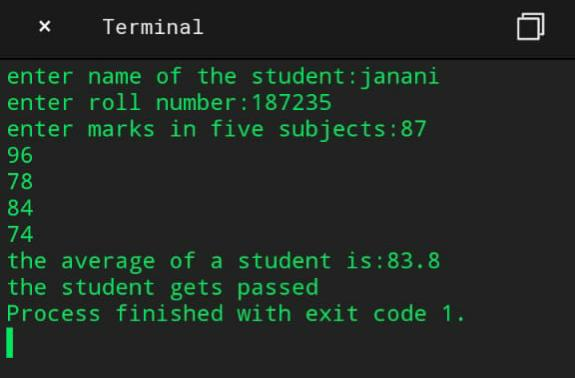 × Terminal
enter name of the student:janani
enter roll number:187235
enter marks in five subjects:87
96
78
84
74
the average of a student is:83.8
the student gets passed
Process finished with exit code 1.